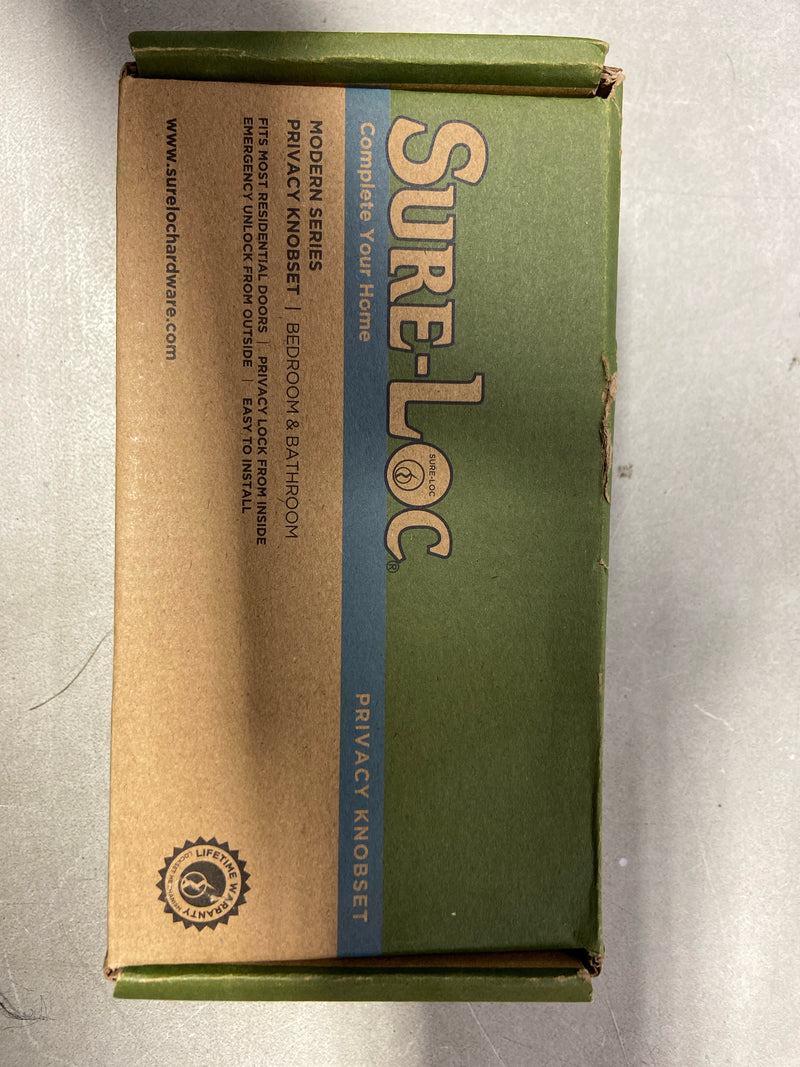 SURE-LOC®
SURE-LOC
Complete Your Home
PRIVACY KNOBSET
MODERN SERIES
PRIVACY KNOBSET | BEDROOM & BATHROOM
FITS MOST RESIDENTIAL DOORS | PRIVACY LOCK FROM INSIDE
EMERGENCY UNLOCK FROM OUTSIDE | EASY TO INSTALL
www.surelochardware.com
LIFETIME WARRANTY